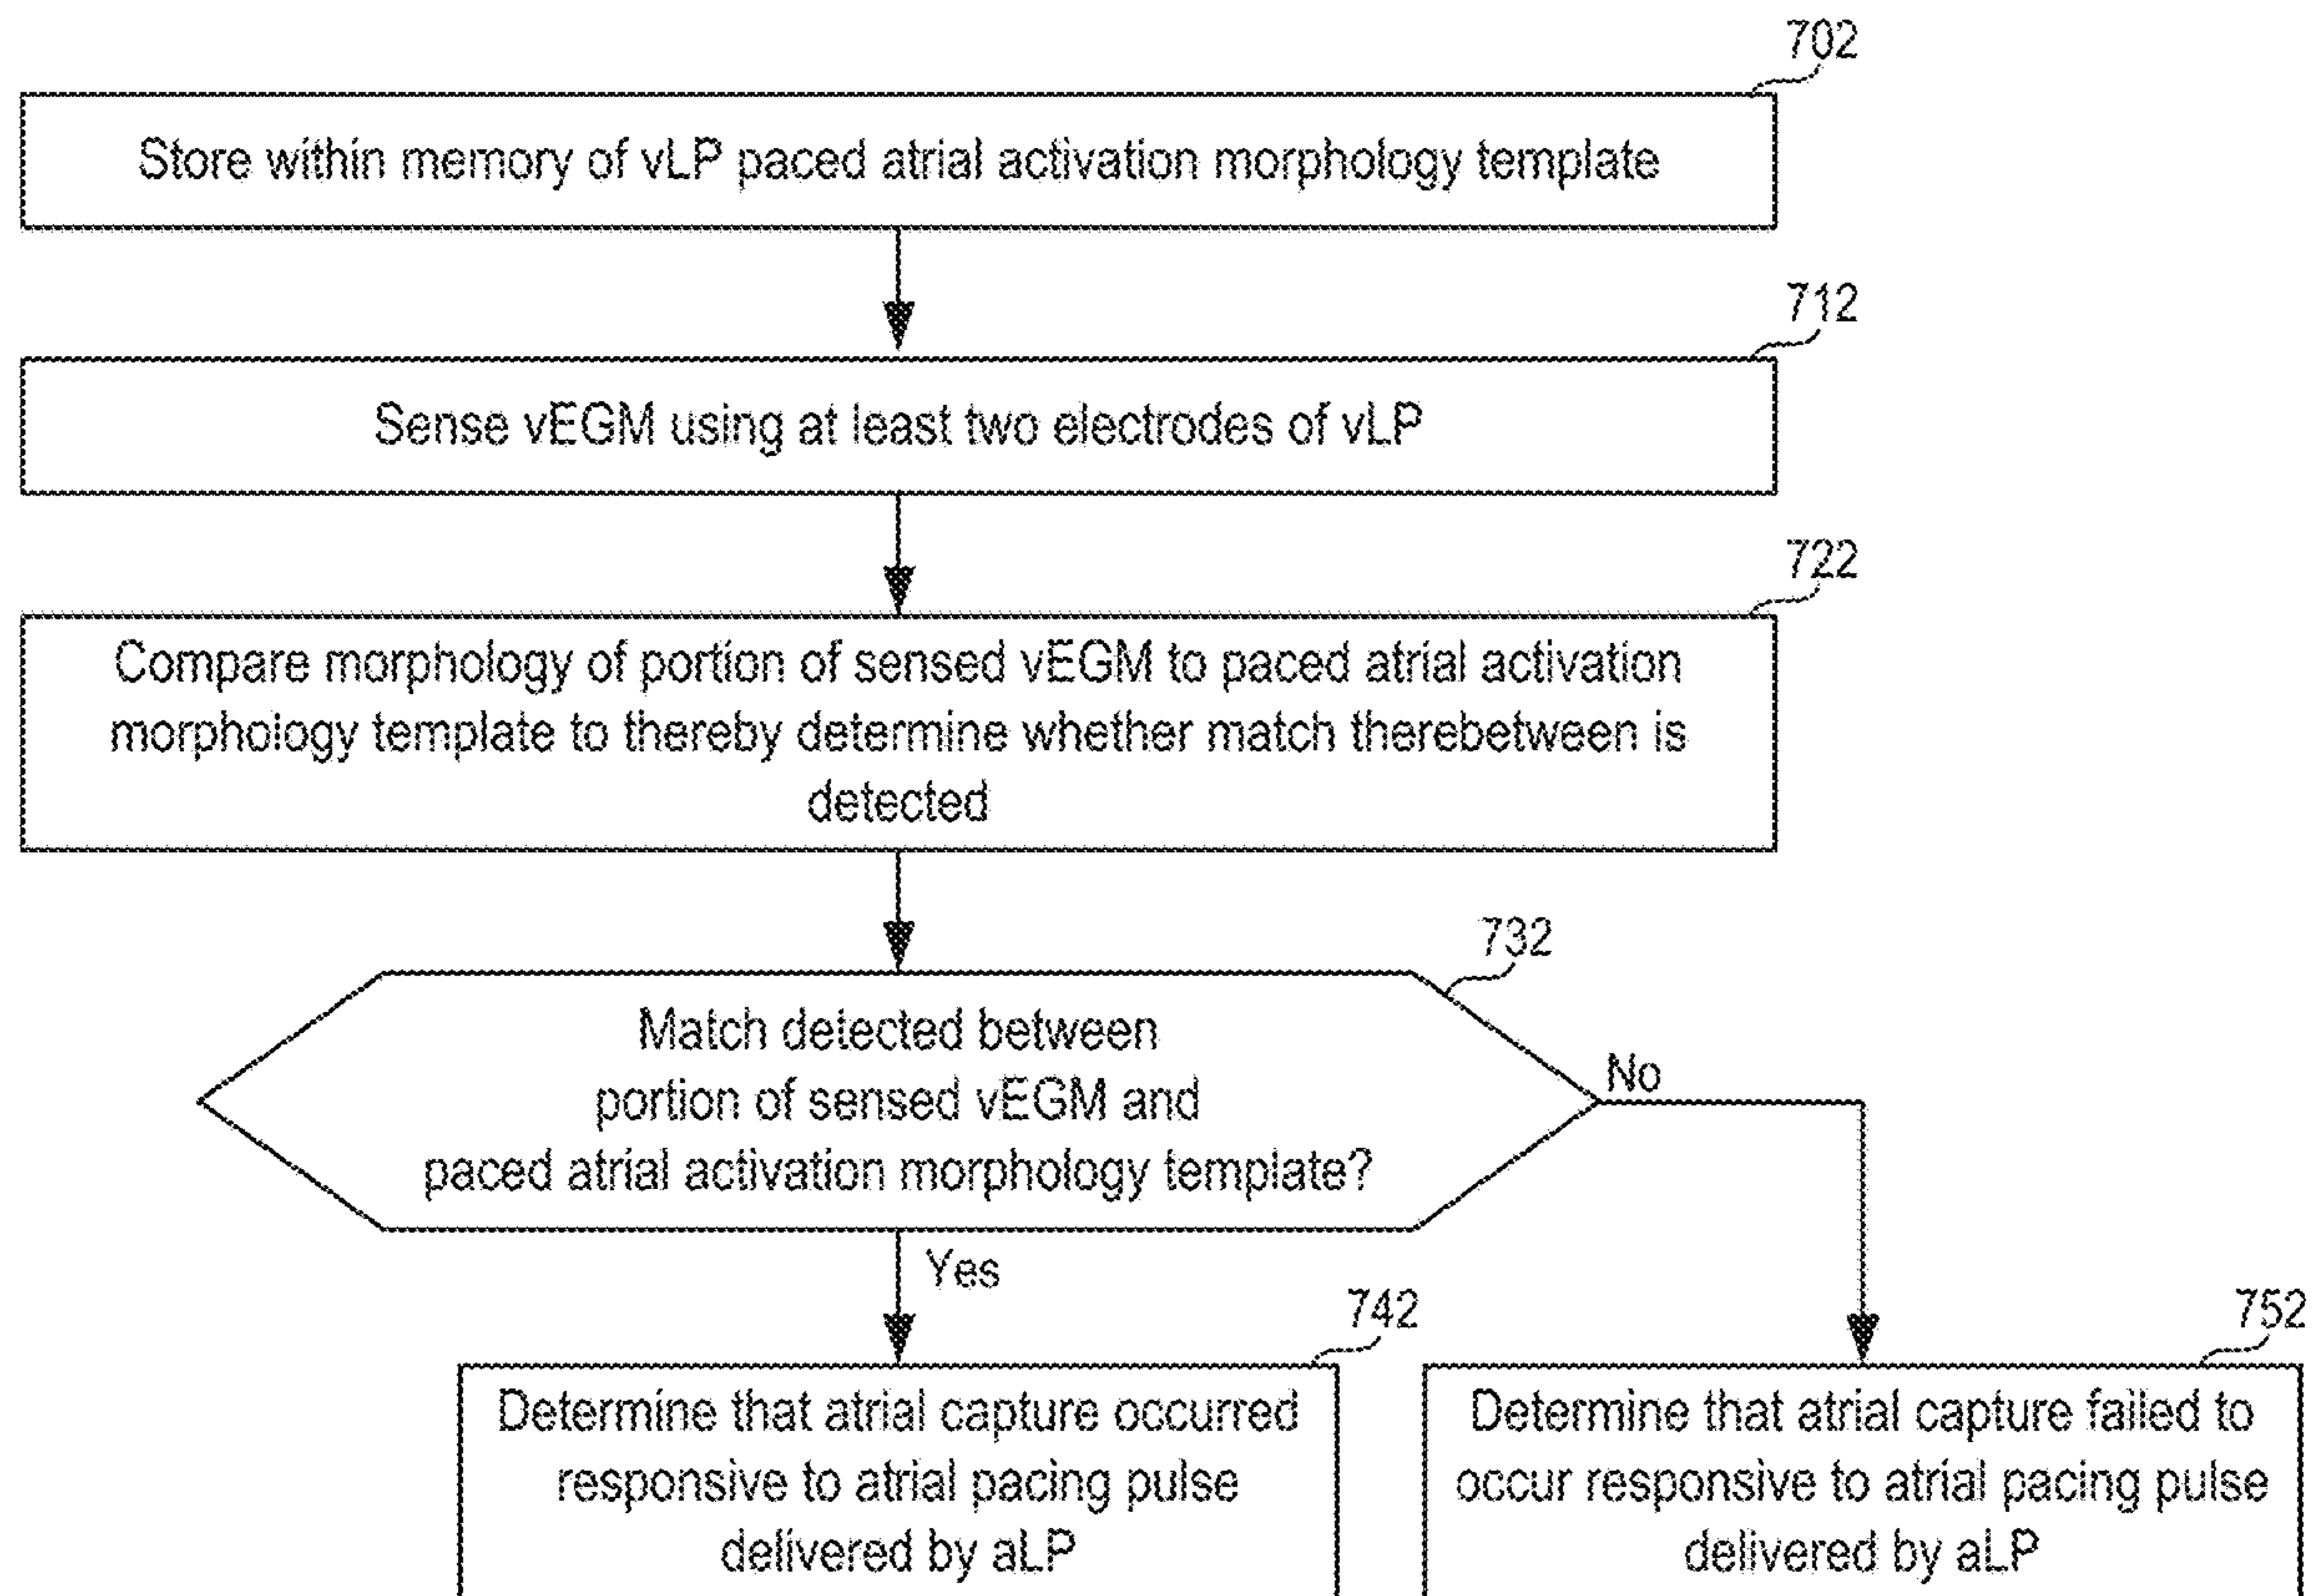 702
Store within memory of vLP paced atrial activation morphology template
712
Sense vEGM using at least two electrodes of vLP
722
Compare morphology of portion of sensed vEGM to paced atrial activation
morphology template to thereby determine whether match therebetween is
detected
732
Match detected between
portion of sensed vEGM and
paced atrial activation morphology template?
No
Yes
742
Determine that atrial capture occurred
responsive to atrial pacing pulse
delivered by aLP
752
Determine that atrial capture failed to
occur responsive to atrial pacing pulse
delivered by aLP